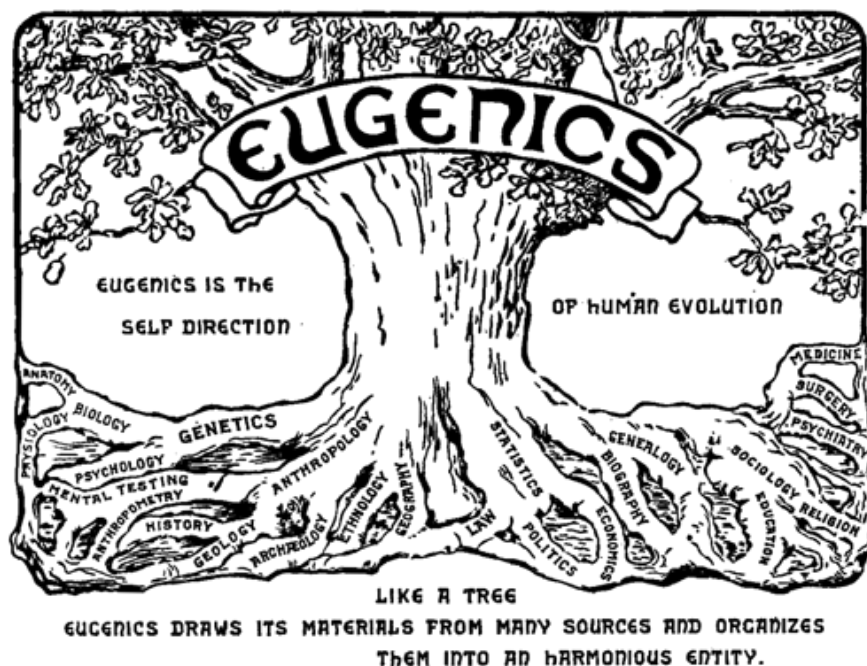 EUGENICS
EUGENICS IS THE
SELF DIRECTION
OF HUMAN EVOLUTION
ANATOMY
PHYSIOLOGY
BIOLOGY
GENETICS
PSYCHOLOGY
MENTAL TESTING
ANTHROPOMETRY
HISTORY
GEOLOGY
ANTHROPOLOGY
ARCHÆOLOGY
ETHNOLOGY
GEOGRAPHY
LAW
STATISTICS
POLITICS
ECONOMICS
BIOGRAPHY
GENEALOGY
EDUCATION
SOCIOLOGY
RELIGION
PSYCHIATRY
SURGERY
MEDICINE
LIKE A TREE
EUGENICS DRAWS ITS MATERIALS FROM MANY SOURCES AND ORGANIZES
THEM INTO AN HARMONIOUS ENTITY.